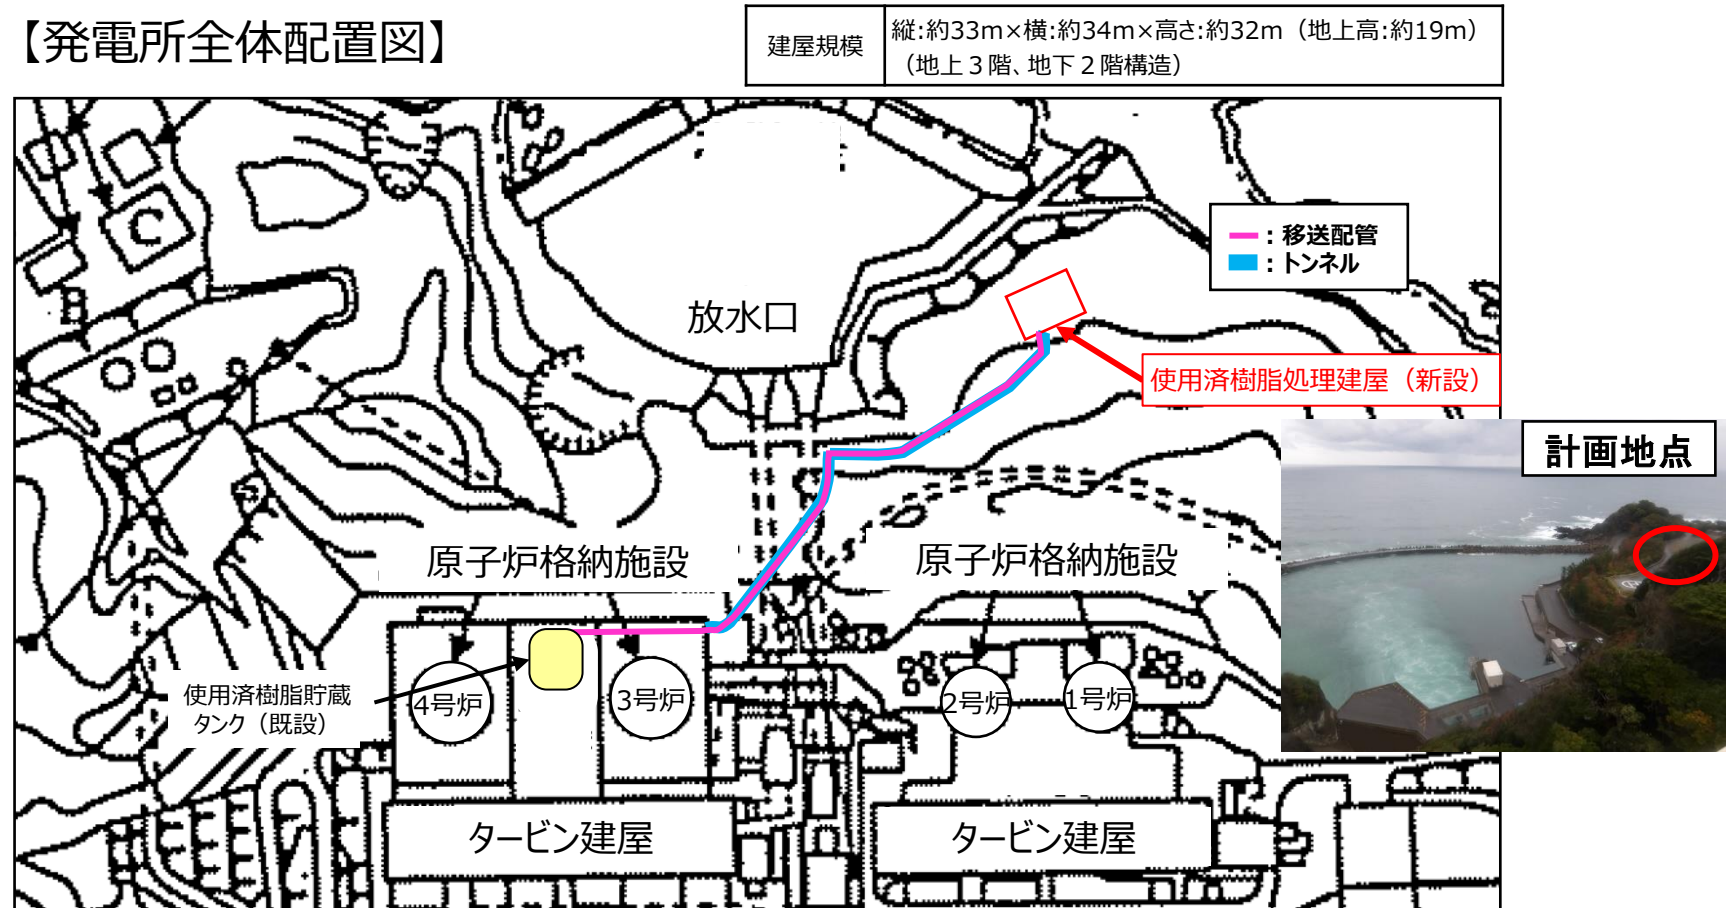 【発電所全体配置図】
建屋規模
縦:約33m×横:約34m×高さ:約32m（地上高:約19m）
（地上３階、地下２階構造）
C
：移送配管
：トンネル
放水口
使用済樹脂処理建屋（新設）
計画地点
原子炉格納施設
原子炉格納施設
使用済樹脂貯蔵
タンク（既設）
4号炉
3号炉
2号炉
1号炉
タービン建屋
タービン建屋